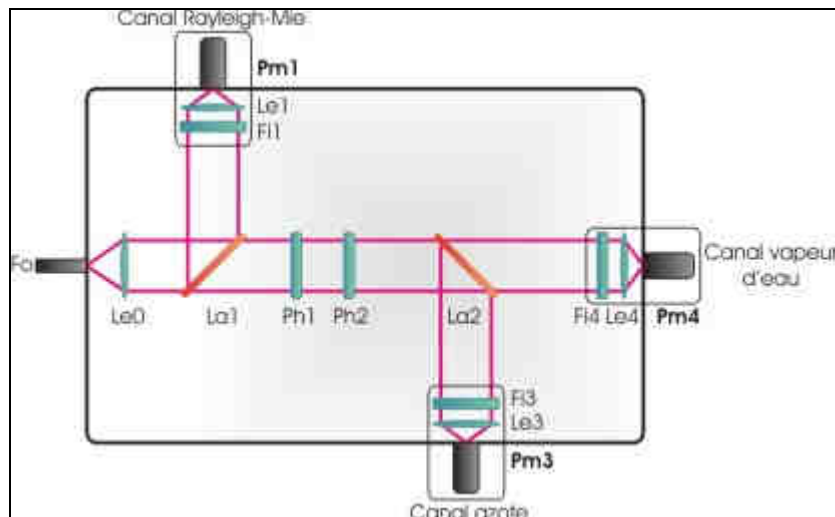 Canal Rayleigh-Mie
Pm1
Le1
Fi1
Fo
Canal vapeur
d'eau
Le0
La1
Ph1
Ph2
La2
Fi4 Le4
Pm4
Fi3
Le3
Pm3
Canal azote